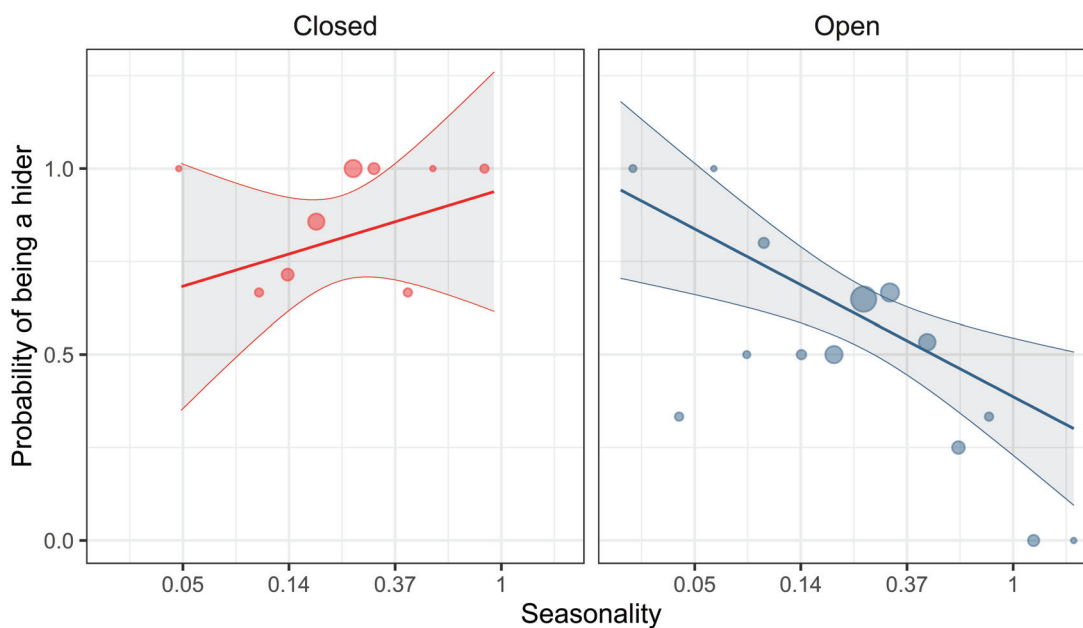 Closed
Open
Probability of being a hider
1.0
0.5
0.0
0.05 0.14 0.37 1
0.05 0.14 0.37 1
Seasonality